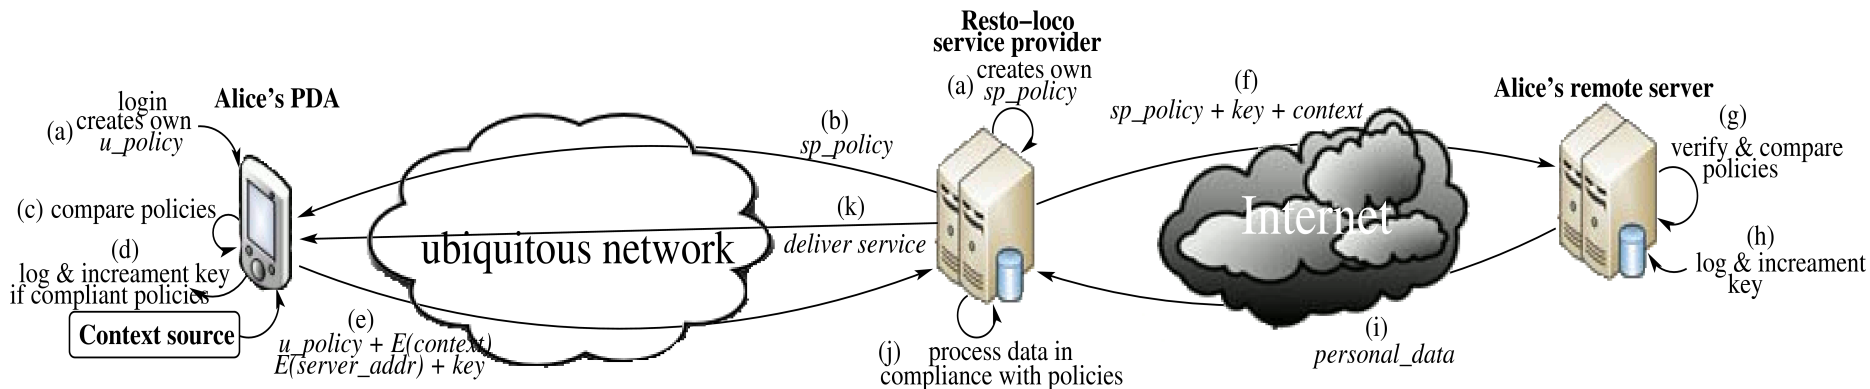 Resto−loco
service provider
(a) creates own
sp_policy
Alice's PDA
login
(a) creates own
u_policy
(c) compare policies
(d)
log & increament key
if compliant policies
Context source
(e)
u_policy + E(context)
E(server_addr) + key
ubiquitous network
(b)
sp_policy
(k)
deliver service
(j) process data in
compliance with policies
(f)
sp_policy + key + context
Internet
(i)
personal_data
Alice's remote server
(g)
verify & compare
policies
(h)
log & increament
key